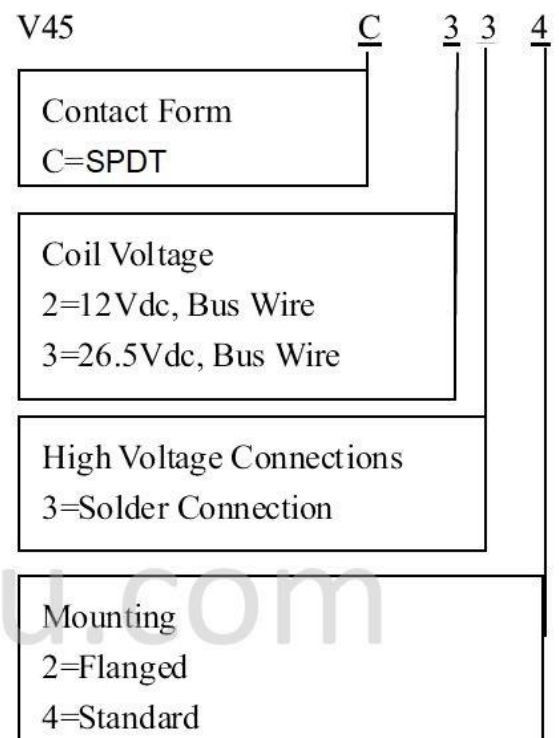 V45 C 3 3 4
Contact Form
C=SPDT
Coil Voltage
2=12Vdc, Bus Wire
3=26.5Vdc, Bus Wire
High Voltage Connections
3=Solder Connection
u.com
Mounting
2=Flanged
4=Standard